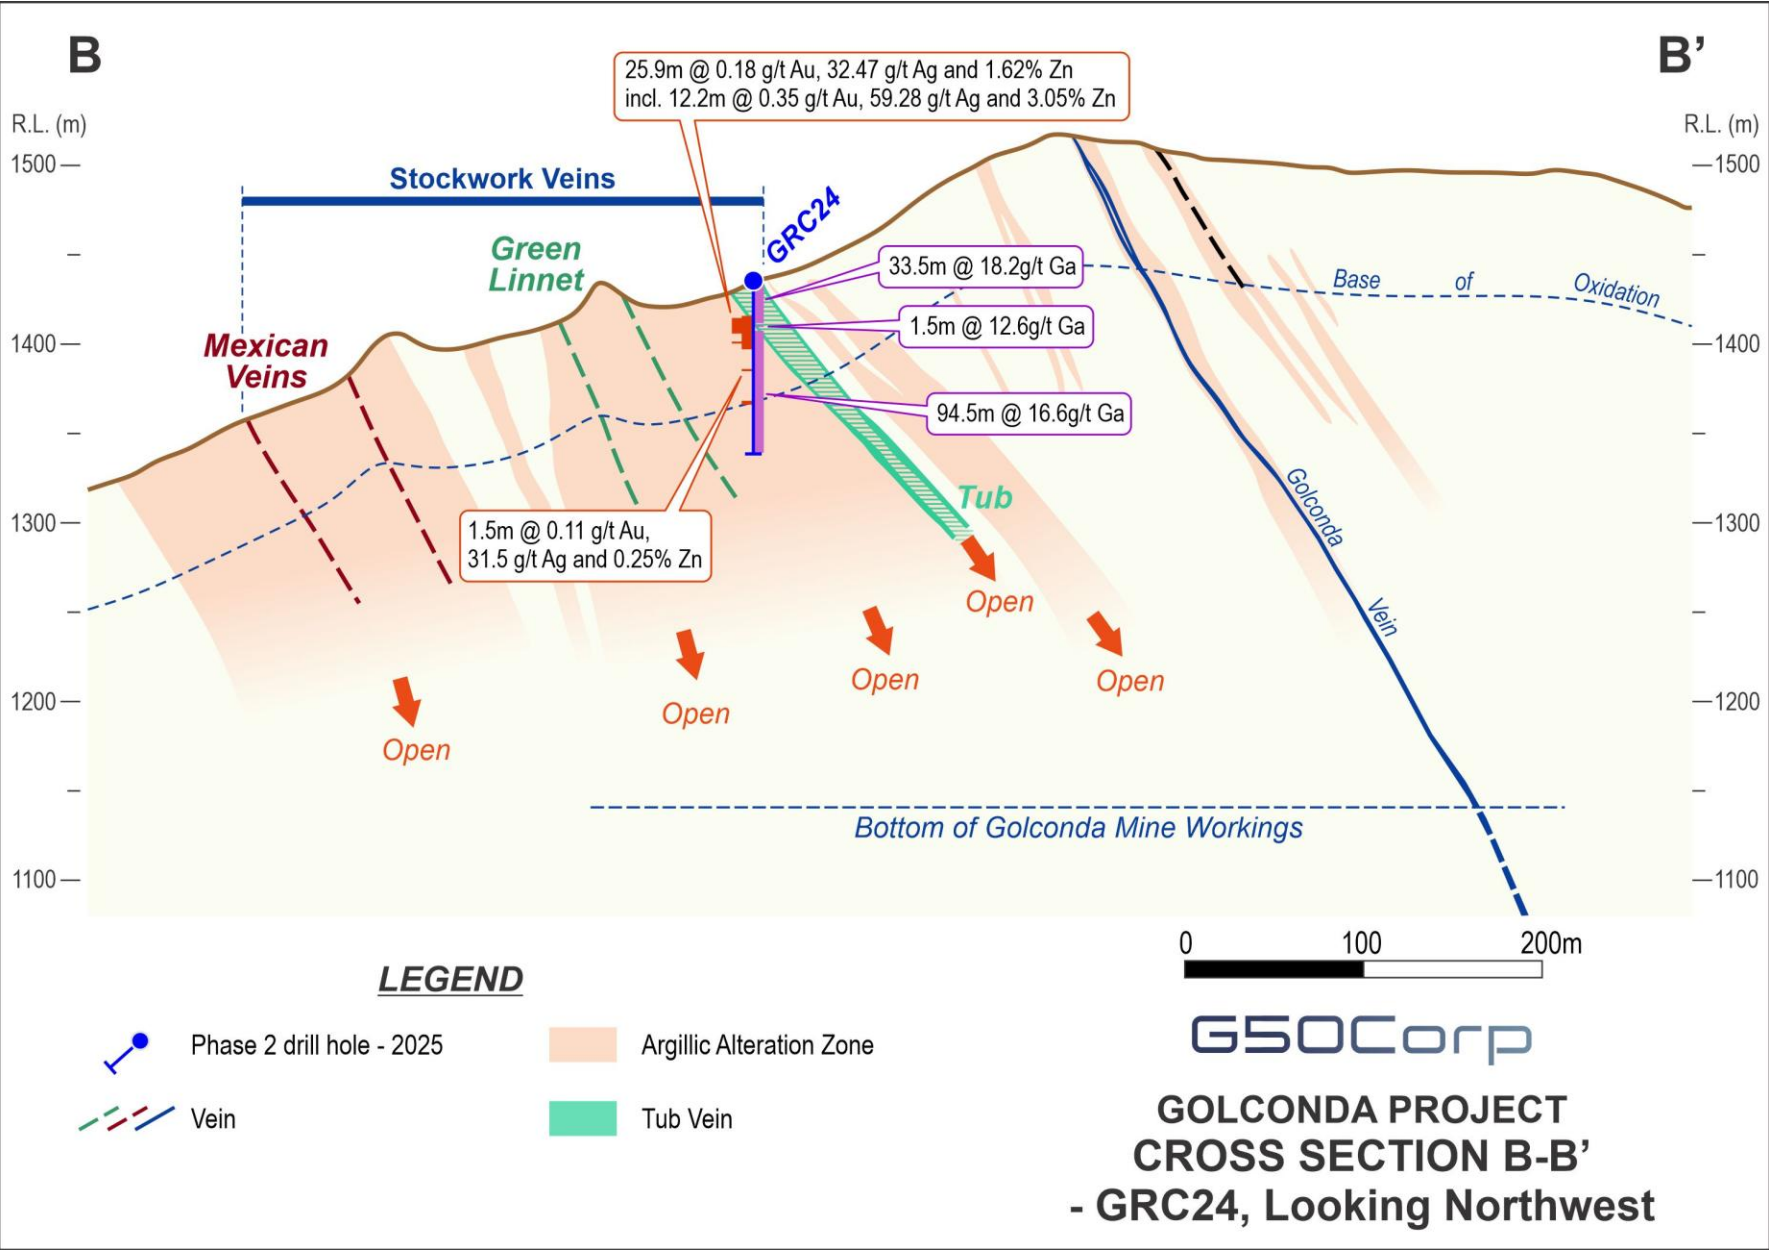 B
B’
25.9m @ 0.18 g/t Au, 32.47 g/t Ag and 1.62% Zn
incl. 12.2m @ 0.35 g/t Au, 59.28 g/t Ag and 3.05% Zn
R.L. (m)
R.L. (m)
1500
1500
Stockwork Veins
GRC24
Green
Linnet
33.5m @ 18.2g/t Ga
Base of Oxidation
1.5m @ 12.6g/t Ga
1400
1400
Mexican
Veins
94.5m @ 16.6g/t Ga
Tub
Golconda
Vein
1300
1300
1.5m @ 0.11 g/t Au,
31.5 g/t Ag and 0.25% Zn
Open
Open
Open
Open
Open
1200
1200
Bottom of Golconda Mine Workings
1100
1100
0 100 200m
LEGEND
Phase 2 drill hole - 2025
Argillic Alteration Zone
Vein
Tub Vein
G50Corp
GOLCONDA PROJECT
CROSS SECTION B-B’
- GRC24, Looking Northwest